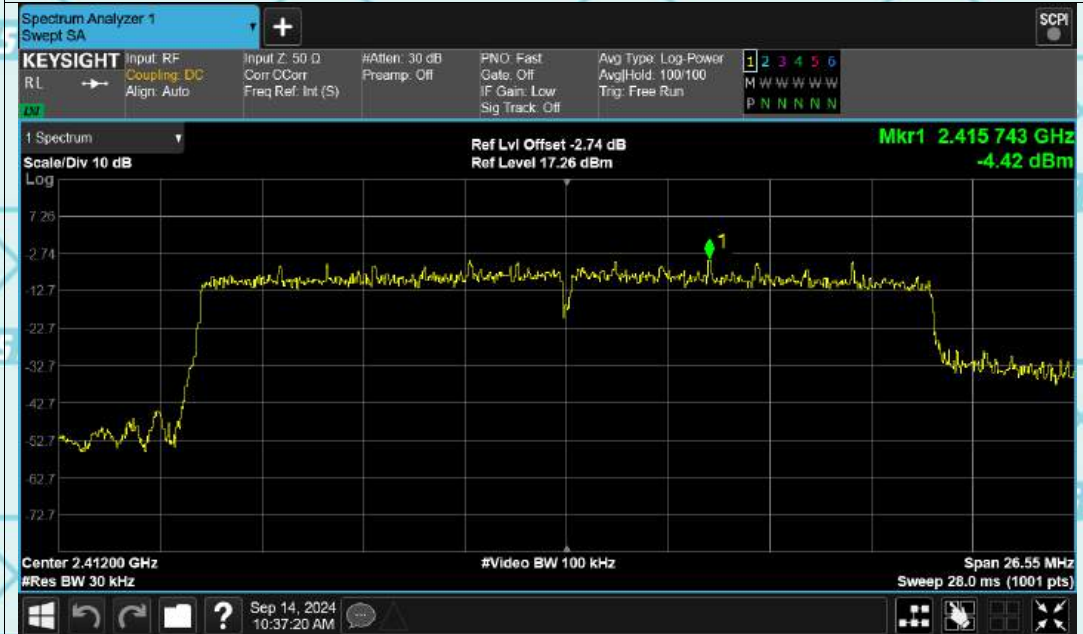 Spectrum Analyzer 1
Swept SA
+
SCPI
KEYSIGHT Input: RF Input Z: 50 Ω #Atten: 30 dB PNO: Fast Avg Type: Log-Power 1 2 3 4 5 6
RL Coupling: DC Corr CCorr Preamp: Off Gate: Off Avg|Hold: 100/100 M W W W W W
Align: Auto Freq Ref: Int (S) IF Gain: Low Trig: Free Run P N N N N N
Sig Track: Off
1 Spectrum Ref Lvl Offset -2.74 dB Mkr1 2.415 743 GHz
Scale/Div 10 dB Ref Level 17.26 dBm -4.42 dBm
Log
7.26
1
-2.74
-12.7
-22.7
-32.7
-42.7
-52.7
-62.7
-72.7
Center 2.41200 GHz #Video BW 100 kHz Span 26.55 MHz
#Res BW 30 kHz Sweep 28.0 ms (1001 pts)
? Sep 14, 2024
10:37:20 AM